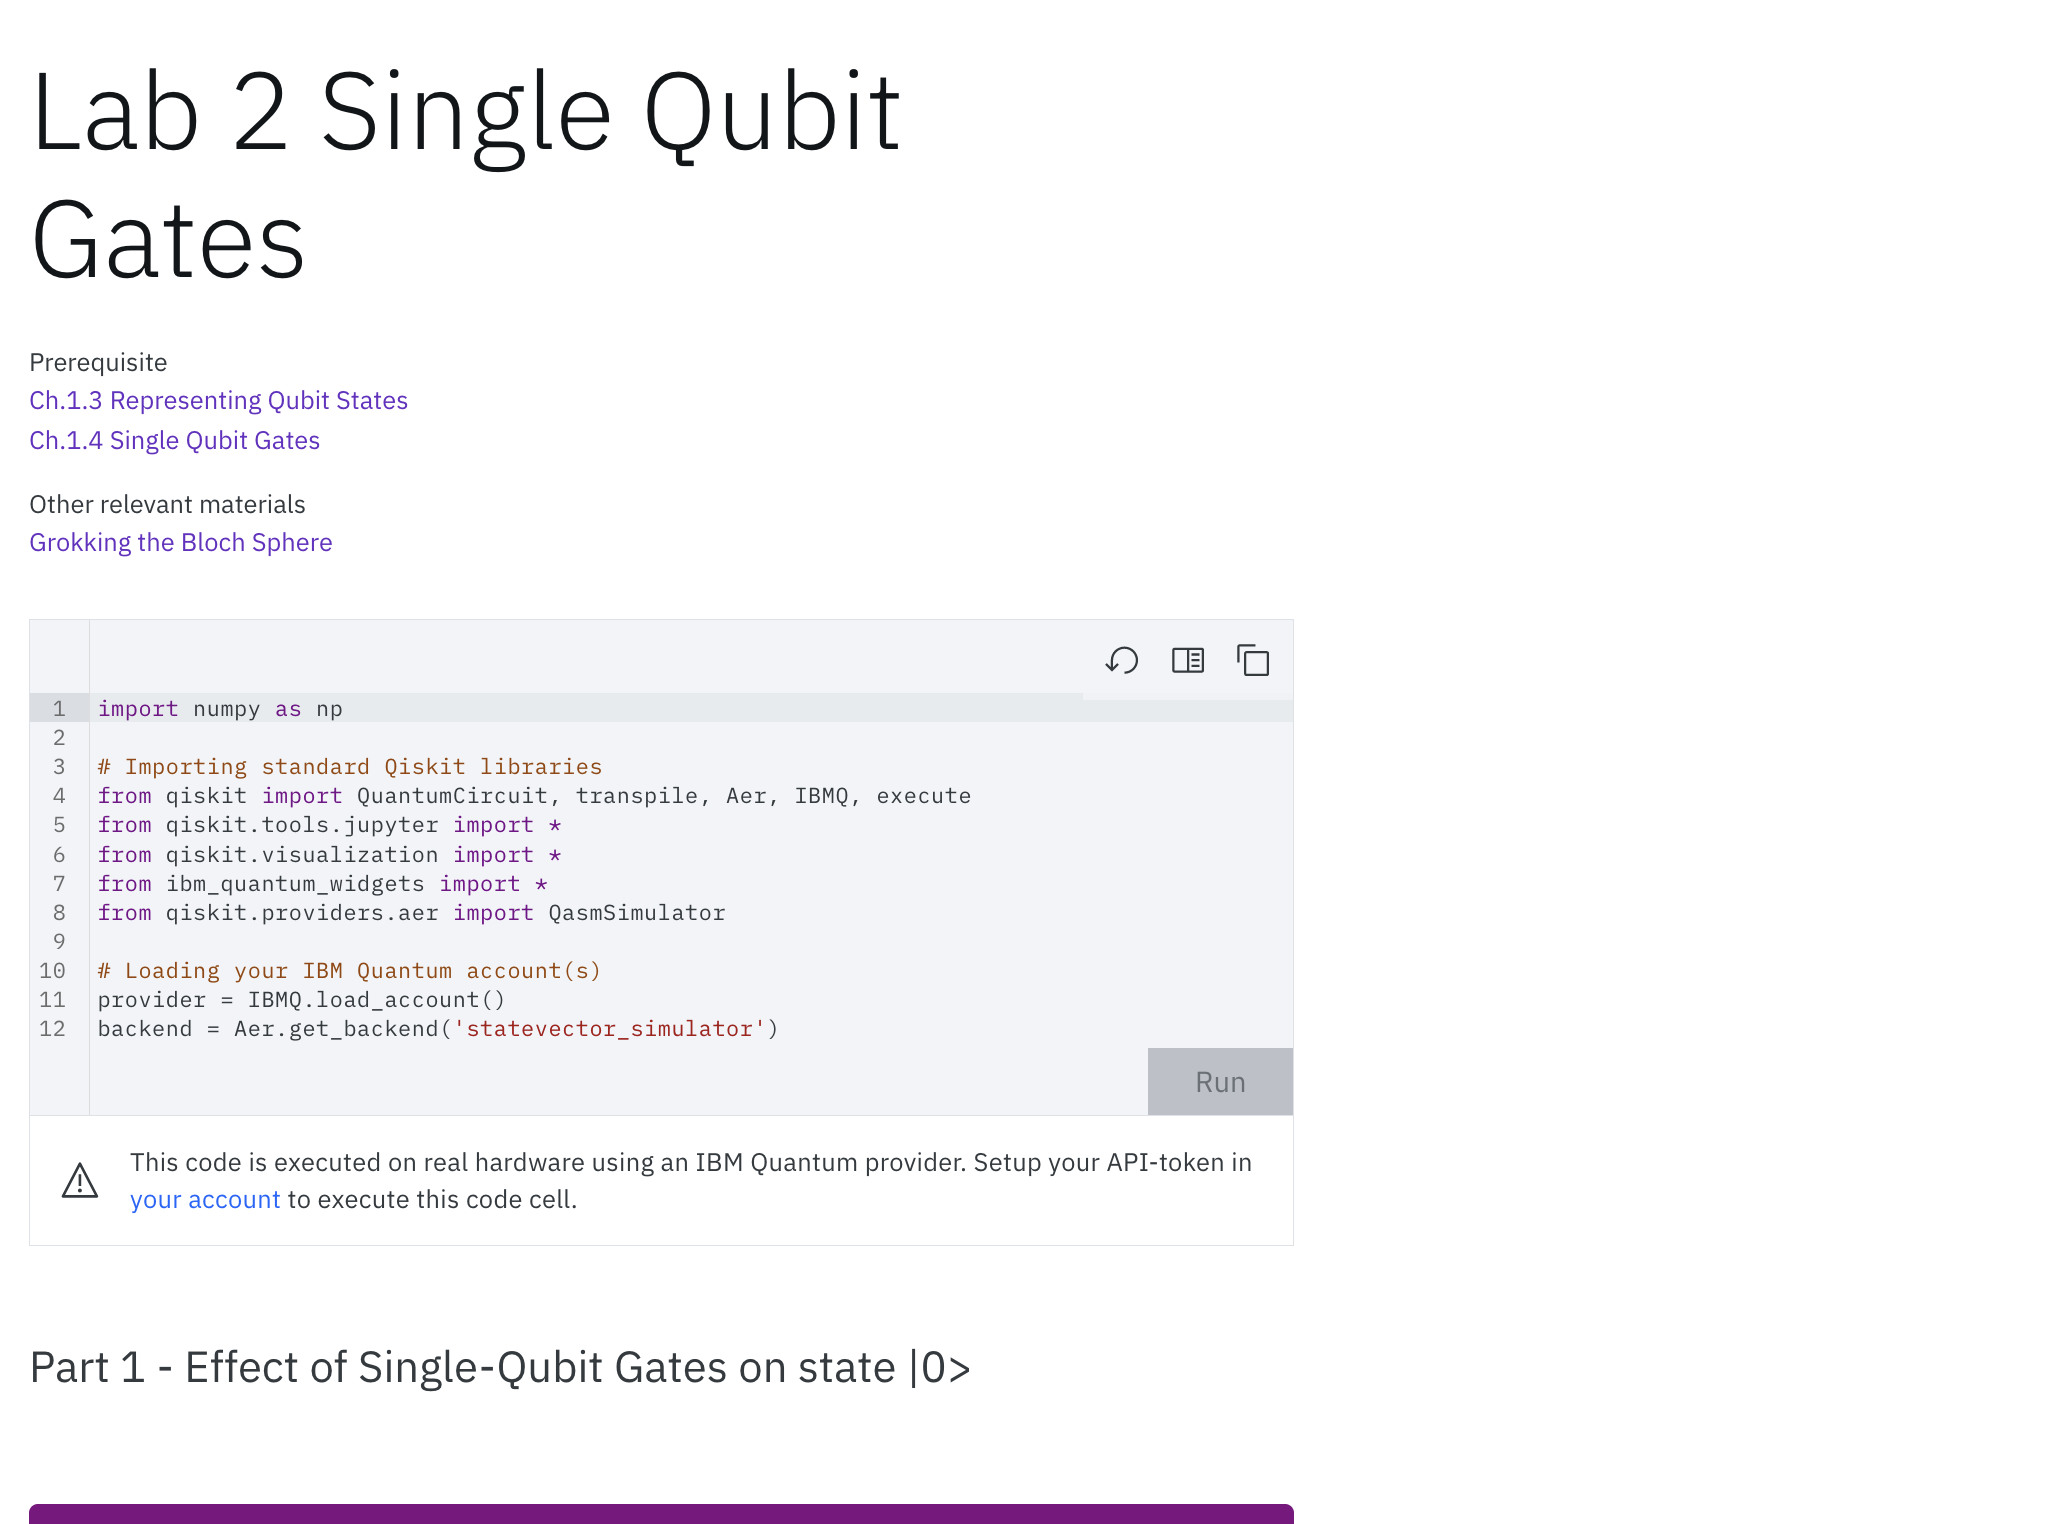 Lab 2 Single Qubit
Gates
Prerequisite
Ch.1.3 Representing Qubit States
Ch.1.4 Single Qubit Gates
Other relevant materials
Grokking the Bloch Sphere
1 import numpy as np
2
3 # Importing standard Qiskit libraries
4 from qiskit import QuantumCircuit, transpile, Aer, IBMQ, execute
5 from qiskit.tools.jupyter import *
6 from qiskit.visualization import *
7 from ibm_quantum_widgets import *
8 from qiskit.providers.aer import QasmSimulator
9
10 # Loading your IBM Quantum account(s)
11 provider = IBMQ.load_account()
12 backend = Aer.get_backend('statevector_simulator')
Run
This code is executed on real hardware using an IBM Quantum provider. Setup your API-token in
your account to execute this code cell.
Part 1 - Effect of Single-Qubit Gates on state |0>